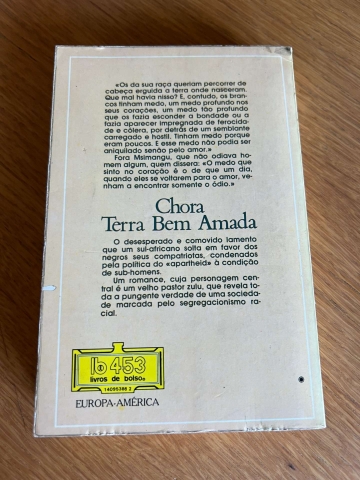 «Os da sua raça queriam percorrer de
cabeça erguida a terra onde nasceram.
Que mal havia nisso? E, contudo, as bran-
cos tinham medo, um medo profundo nos
seus corações, um medo tão profundo
que os fazia esconder a bondade ou a
fazia aparecer impregnada de ferocida-
de e cólera, por detrás de um semblante
carregado e hostil. Tinham medo porque
eram poucos. E esse medo não podia ser
aniquilado senão pelo amor.»
Fora Msimangu, que não odiava ho-
mem algum, quem dissera: «O medo que
sinto no coração é o de que um dia,
quando eles se voltarem para o amor, ve-
nham a encontrar somente o ódio.»
Chora
Terra Bem Amada
O desesperado e comovido lamento
que um sul-africano solta em favor dos
negros seus compatriotas, condenados
pela política do «apartheid» à condição
de sub-homens.
Um romance, cuja personagem cen-
tral é um velho pastor zulu, que revela to-
da a pungente verdade de uma socieda-
de marcada pelo segregacionismo ra-
cial.
lb 453
livros de bolso
14095388 2
EUROPA-AMÉRICA